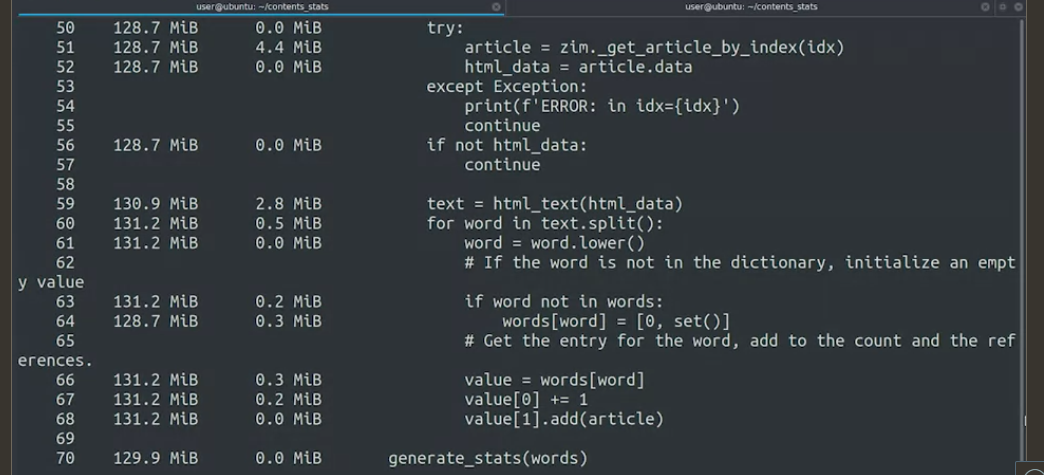 user@ubuntu: ~/contents_stats
user@ubuntu: ~/contents_stats
50 128.7 MiB 0.0 MiB try:
51 128.7 MiB 4.4 MiB article = zim._get_article_by_index(idx)
52 128.7 MiB 0.0 MiB html_data = article.data
53 except Exception:
54 print(f'ERROR: in idx={idx}')
55 continue
56 128.7 MiB 0.0 MiB if not html_data:
57 continue
58
59 130.9 MiB 2.8 MiB text = html_text(html_data)
60 131.2 MiB 0.5 MiB for word in text.split():
61 131.2 MiB 0.0 MiB word = word.lower()
62 # If the word is not in the dictionary, initialize an empt
y value
63 131.2 MiB 0.2 MiB if word not in words:
64 128.7 MiB 0.3 MiB words[word] = [0, set()]
65 # Get the entry for the word, add to the count and the ref
erences.
66 131.2 MiB 0.3 MiB value = words[word]
67 131.2 MiB 0.2 MiB value[0] += 1
68 131.2 MiB 0.0 MiB value[1].add(article)
69
70 129.9 MiB 0.0 MiB generate_stats(words)